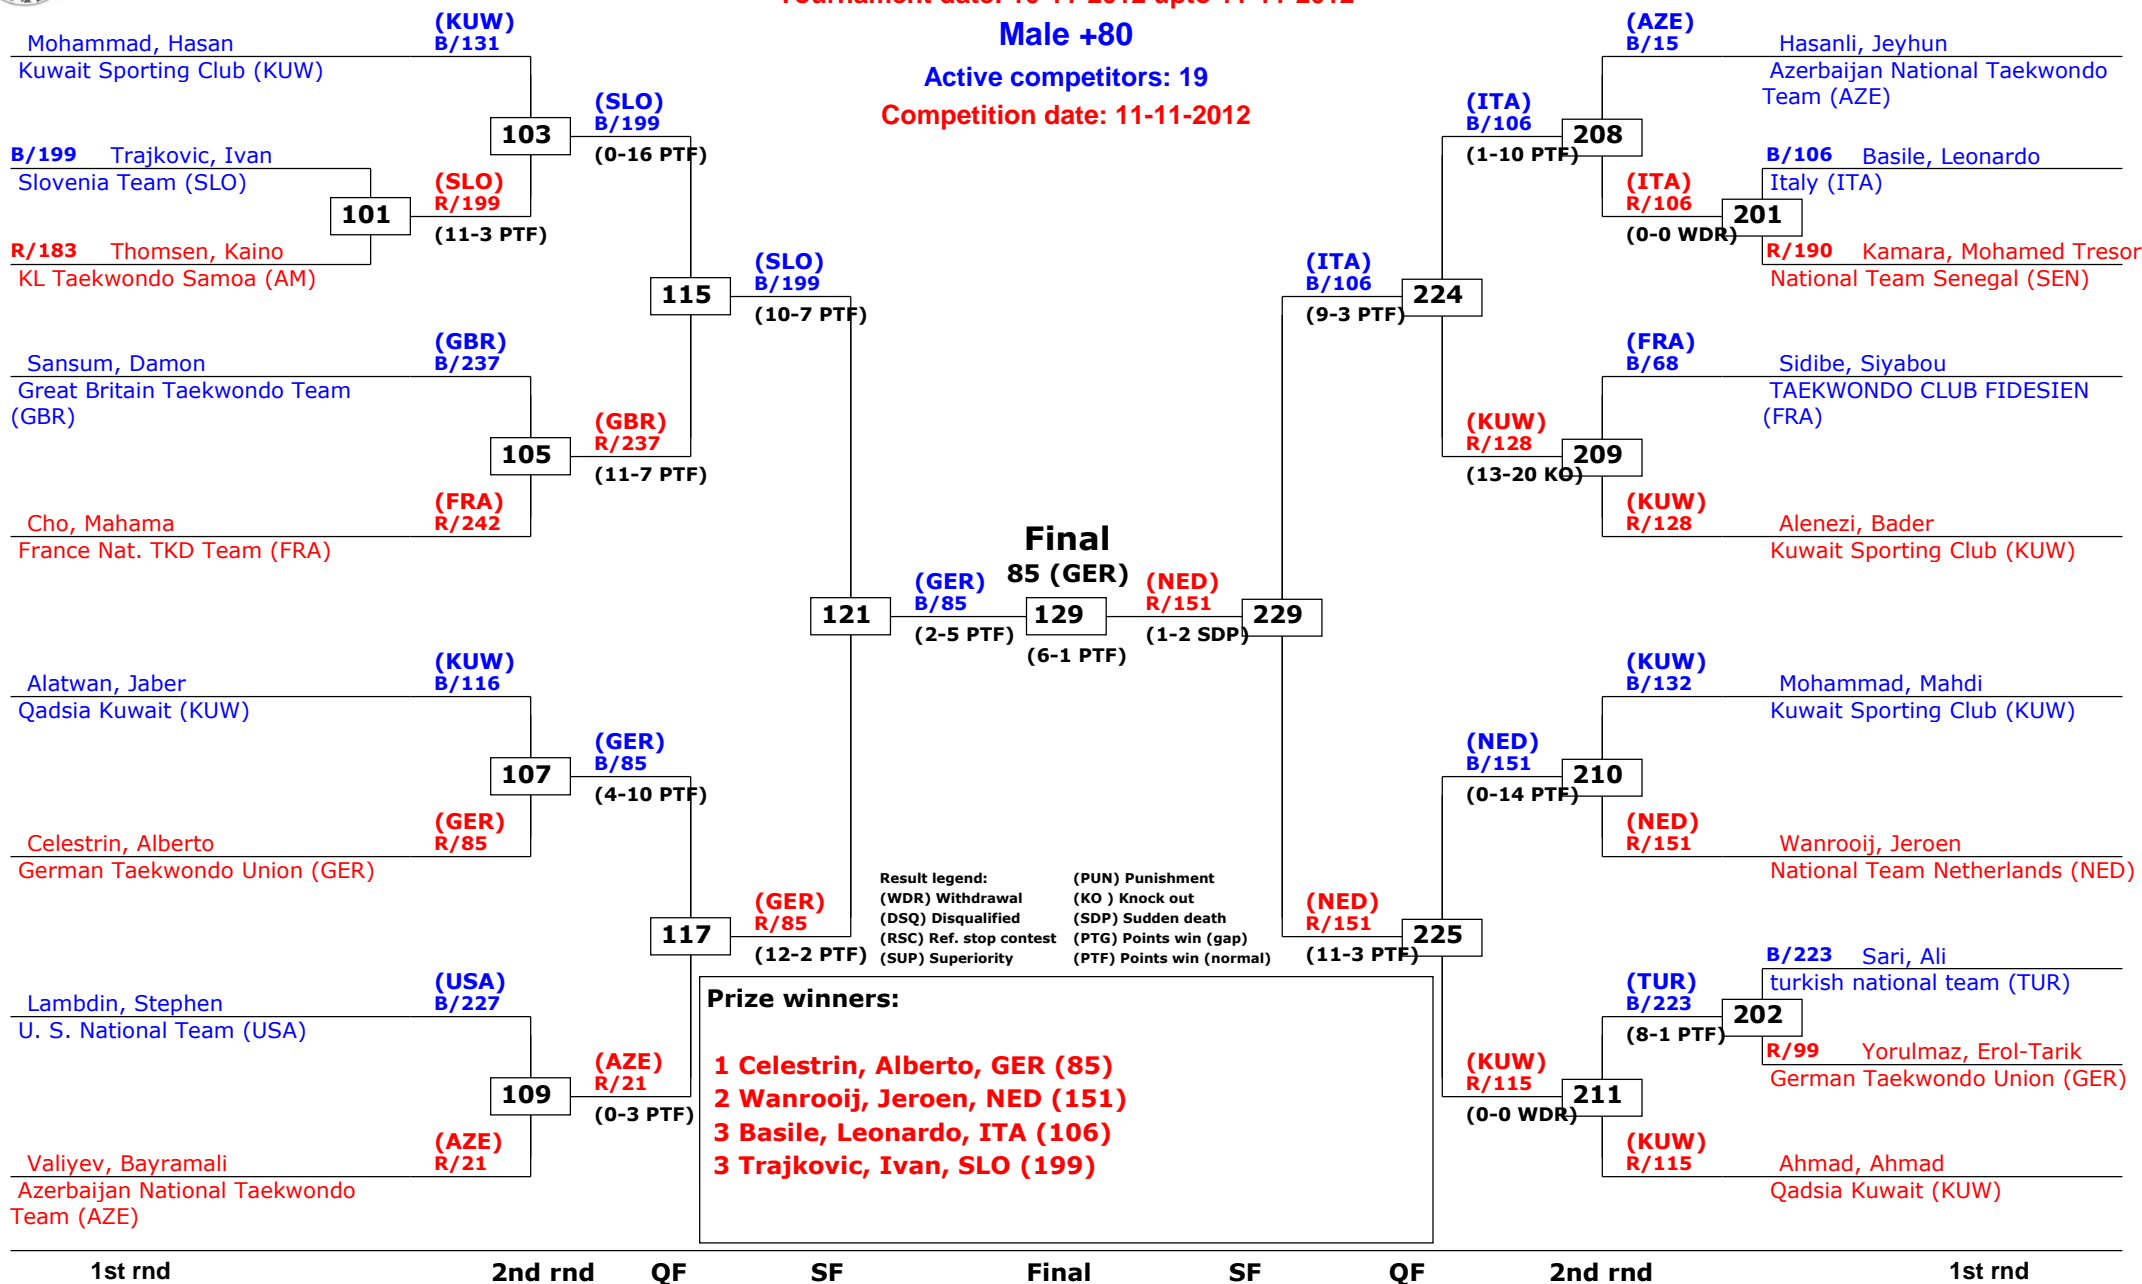 Tournament date: 10-11-2012 upto 11-11-2012
Male +80
Active competitors: 19
Competition date: 11-11-2012
Mohammad, Hasan
Kuwait Sporting Club (KUW)
(KUW)
B/131
B/199 Trajkovic, Ivan
Slovenia Team (SLO)
R/183 Thomsen, Kaino
KL Taekwondo Samoa (AM)
101
(SLO)
R/199
(11-3 PTF)
103
(SLO)
B/199
(0-16 PTF)
Sansum, Damon
Great Britain Taekwondo Team
(GBR)
(GBR)
B/237
Cho, Mahama
France Nat. TKD Team (FRA)
(FRA)
R/242
105
(GBR)
R/237
(11-7 PTF)
115
(SLO)
B/199
(10-7 PTF)
Alatwan, Jaber
Qadsia Kuwait (KUW)
(KUW)
B/116
Celestrin, Alberto
German Taekwondo Union (GER)
(GER)
R/85
107
(GER)
B/85
(4-10 PTF)
Lambdin, Stephen
U. S. National Team (USA)
(USA)
B/227
Valiyev, Bayramali
Azerbaijan National Taekwondo
Team (AZE)
(AZE)
R/21
109
(AZE)
R/21
(0-3 PTF)
117
(GER)
R/85
(12-2 PTF)
121
(GER)
B/85
(2-5 PTF)
Final
85 (GER)
129
(6-1 PTF)
(NED)
R/151
(1-2 SDP)
229
(ITA)
B/106
(9-3 PTF)
224
(ITA)
B/106
(1-10 PTF)
208
(AZE)
B/15
Hasanli, Jeyhun
Azerbaijan National Taekwondo
Team (AZE)
(ITA)
R/106
(0-0 WDR)
201
B/106 Basile, Leonardo
Italy (ITA)
R/190 Kamara, Mohamed Tresor
National Team Senegal (SEN)
(KUW)
R/128
(13-20 KO)
209
(FRA)
B/68
Sidibe, Siyabou
TAEKWONDO CLUB FIDESIEN
(FRA)
(KUW)
R/128
Alenezi, Bader
Kuwait Sporting Club (KUW)
(NED)
R/151
(11-3 PTF)
225
(NED)
B/151
(0-14 PTF)
210
(KUW)
B/132
Mohammad, Mahdi
Kuwait Sporting Club (KUW)
(NED)
R/151
Wanrooij, Jeroen
National Team Netherlands (NED)
(KUW)
R/115
(0-0 WDR)
211
(TUR)
B/223
(8-1 PTF)
202
B/223 Sari, Ali
turkish national team (TUR)
R/99 Yorulmaz, Erol-Tarik
German Taekwondo Union (GER)
(KUW)
R/115
Ahmad, Ahmad
Qadsia Kuwait (KUW)
Result legend: (PUN) Punishment
(WDR) Withdrawal (KO ) Knock out
(DSQ) Disqualified (SDP) Sudden death
(RSC) Ref. stop contest (PTG) Points win (gap)
(SUP) Superiority (PTF) Points win (normal)
Prize winners:
1 Celestrin, Alberto, GER (85)
2 Wanrooij, Jeroen, NED (151)
3 Basile, Leonardo, ITA (106)
3 Trajkovic, Ivan, SLO (199)
1st rnd 2nd rnd QF SF Final SF QF 2nd rnd 1st rnd